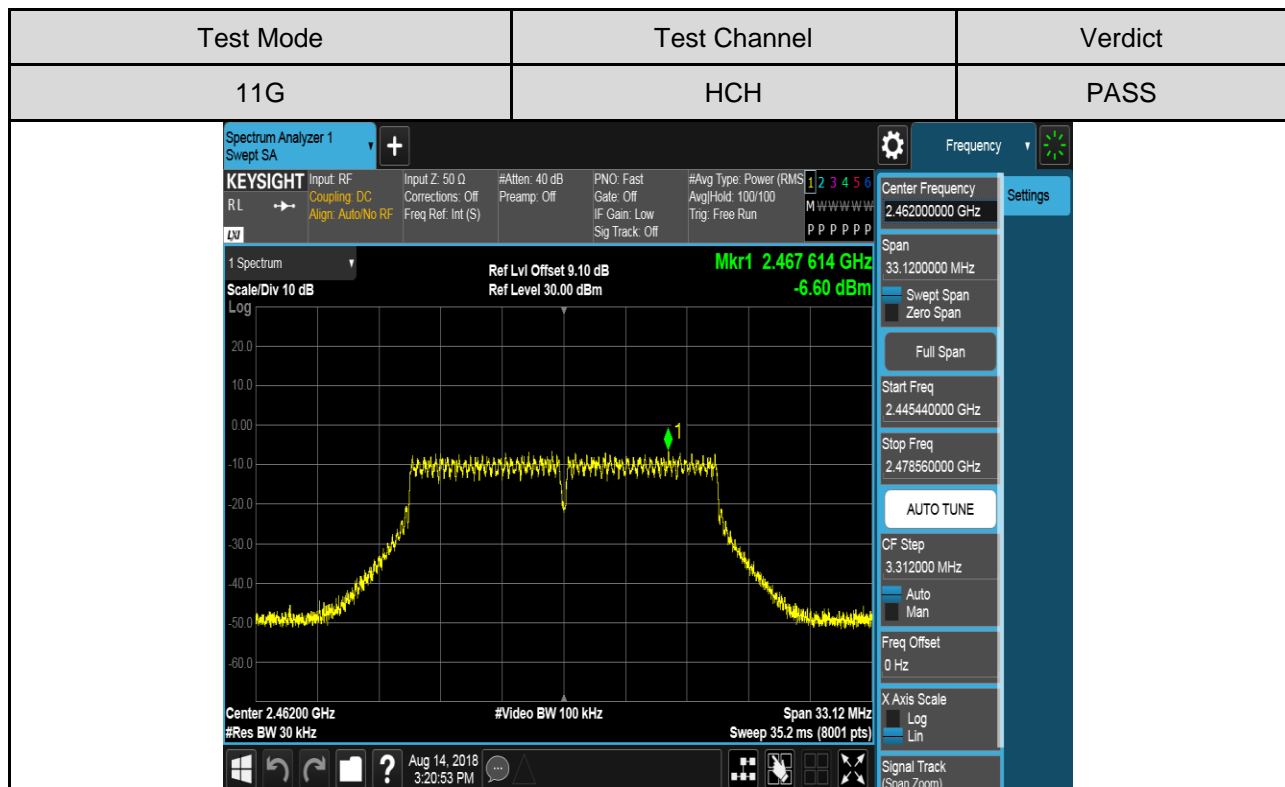 Test Mode Test Channel Verdict
11G HCH PASS
Spectrum Analyzer 1
Swept SA
+
Frequency
KEYSIGHT
RL
LXI
Input: RF
Coupling: DC
Align: Auto/No RF
Input Z: 50 Ω
Corrections: Off
Freq Ref: Int (S)
#Atten: 40 dB
Preamp: Off
PNO: Fast
Gate: Off
IF Gain: Low
Sig Track: Off
#Avg Type: Power (RMS
Avg|Hold: 100/100
Trig: Free Run
1 2 3 4 5 6
M W W W W W
P P P P P P
1 Spectrum
Scale/Div 10 dB
Ref Lvl Offset 9.10 dB
Ref Level 30.00 dBm
Mkr1 2.467 614 GHz
-6.60 dBm
Log
20.0
10.0
0.00
-10.0
-20.0
-30.0
-40.0
-50.0
-60.0
1
Center 2.46200 GHz
#Res BW 30 kHz
#Video BW 100 kHz
Span 33.12 MHz
Sweep 35.2 ms (8001 pts)
?
Aug 14, 2018
3:20:53 PM
Center Frequency
2.462000000 GHz
Span
33.1200000 MHz
Swept Span
Zero Span
Full Span
Start Freq
2.445440000 GHz
Stop Freq
2.478560000 GHz
AUTO TUNE
CF Step
3.312000 MHz
Auto
Man
Freq Offset
0 Hz
X Axis Scale
Log
Lin
Signal Track
(Span Zoom)
Settings